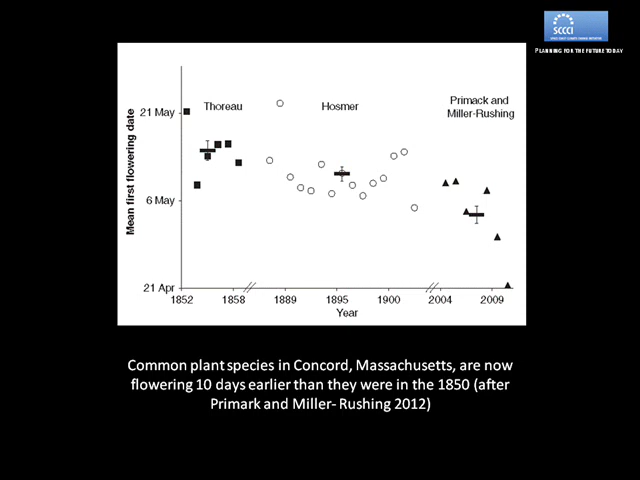 SCCCI
PLANNING FOR THE FUTURE TODAY
Thoreau
Hosmer
Primack and
Miller-Rushing
Mean first flowering date
21 May
6 May
21 Apr
1852
1858
1889
1895
1900
2004
2009
Year
Common plant species in Concord, Massachusetts, are now
flowering 10 days earlier than they were in the 1850 (after
Primark and Miller- Rushing 2012)